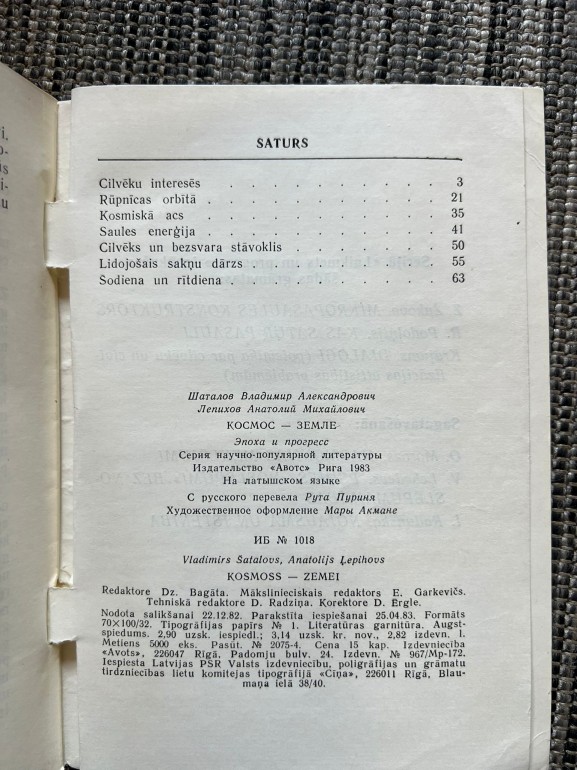 SATURS
Cilvēku interesēs . . . . . . . . . . 3
Rūpnīcas orbītā . . . . . . . . . . 21
Kosmiskā acs . . . . . . . . . . 35
Saules enerģija . . . . . . . . . . 41
Cilvēks un bezsvara stāvoklis . . . . . . 50
Lidojošais sakņu dārzs . . . . . . . . 55
Šodiena un rītdiena . . . . . . . . . 63
Шаталов Владимир Александрович
Лепихов Анатолий Михайлович
КОСМОС — ЗЕМЛЕ
Эпоха и прогресс
Серия научно-популярной литературы
Издательство «Авотс» Рига 1983
На латышском языке
С русского перевела Рута Пуриня
Художественное оформление Мары Акмане
ИБ № 1018
Vladimirs Šatalovs, Anatolijs Ļepihovs
KOSMOSS — ZEMEI
Redaktore Dz. Bagāta. Mākslinieciskais redaktors E. Garkevičs.
Tehniskā redaktore D. Radziņa. Korektore D. Ergle.
Nodota salikšanai 22.12.82. Parakstīta iespiešanai 25.04.83. Formāts
70×100/32. Tipogrāfijas papīrs № 1. Literatūras garnitūra. Augst-
spiedums. 2,90 uzsk. iespiedl.; 3,14 uzsk. kr. nov., 2,82 izdevn. l.
Metiens 5000 eks. Pasūt. № 2075-4. Cena 15 kap. Izdevniecība
«Avots», 226047 Rīgā, Padomju bulv. 24. Izdevn. № 967/Mp-172.
Iespiesta Latvijas PSR Valsts izdevniecību, poligrāfijas un grāmatu
tirdzniecības lietu komitejas tipogrāfijā «Cīņa», 226011 Rīgā, Blau-
maņa ielā 38/40.